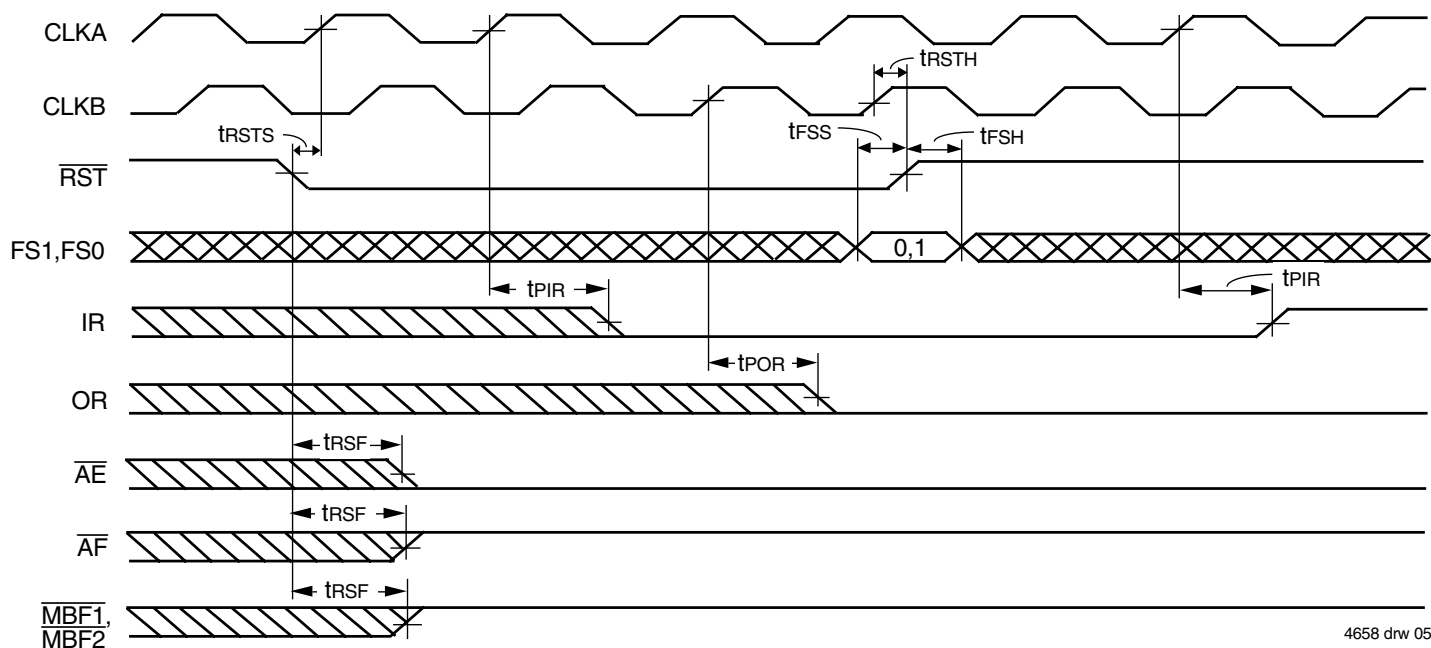 CLKA
tRSTH
CLKB
tRSTS
tFSS
tFSH
RST
FS1,FS0
0,1
tPIR
tPIR
IR
tPOR
OR
tRSF
AE
tRSF
AF
tRSF
MBF1,
MBF2
4658 drw 05